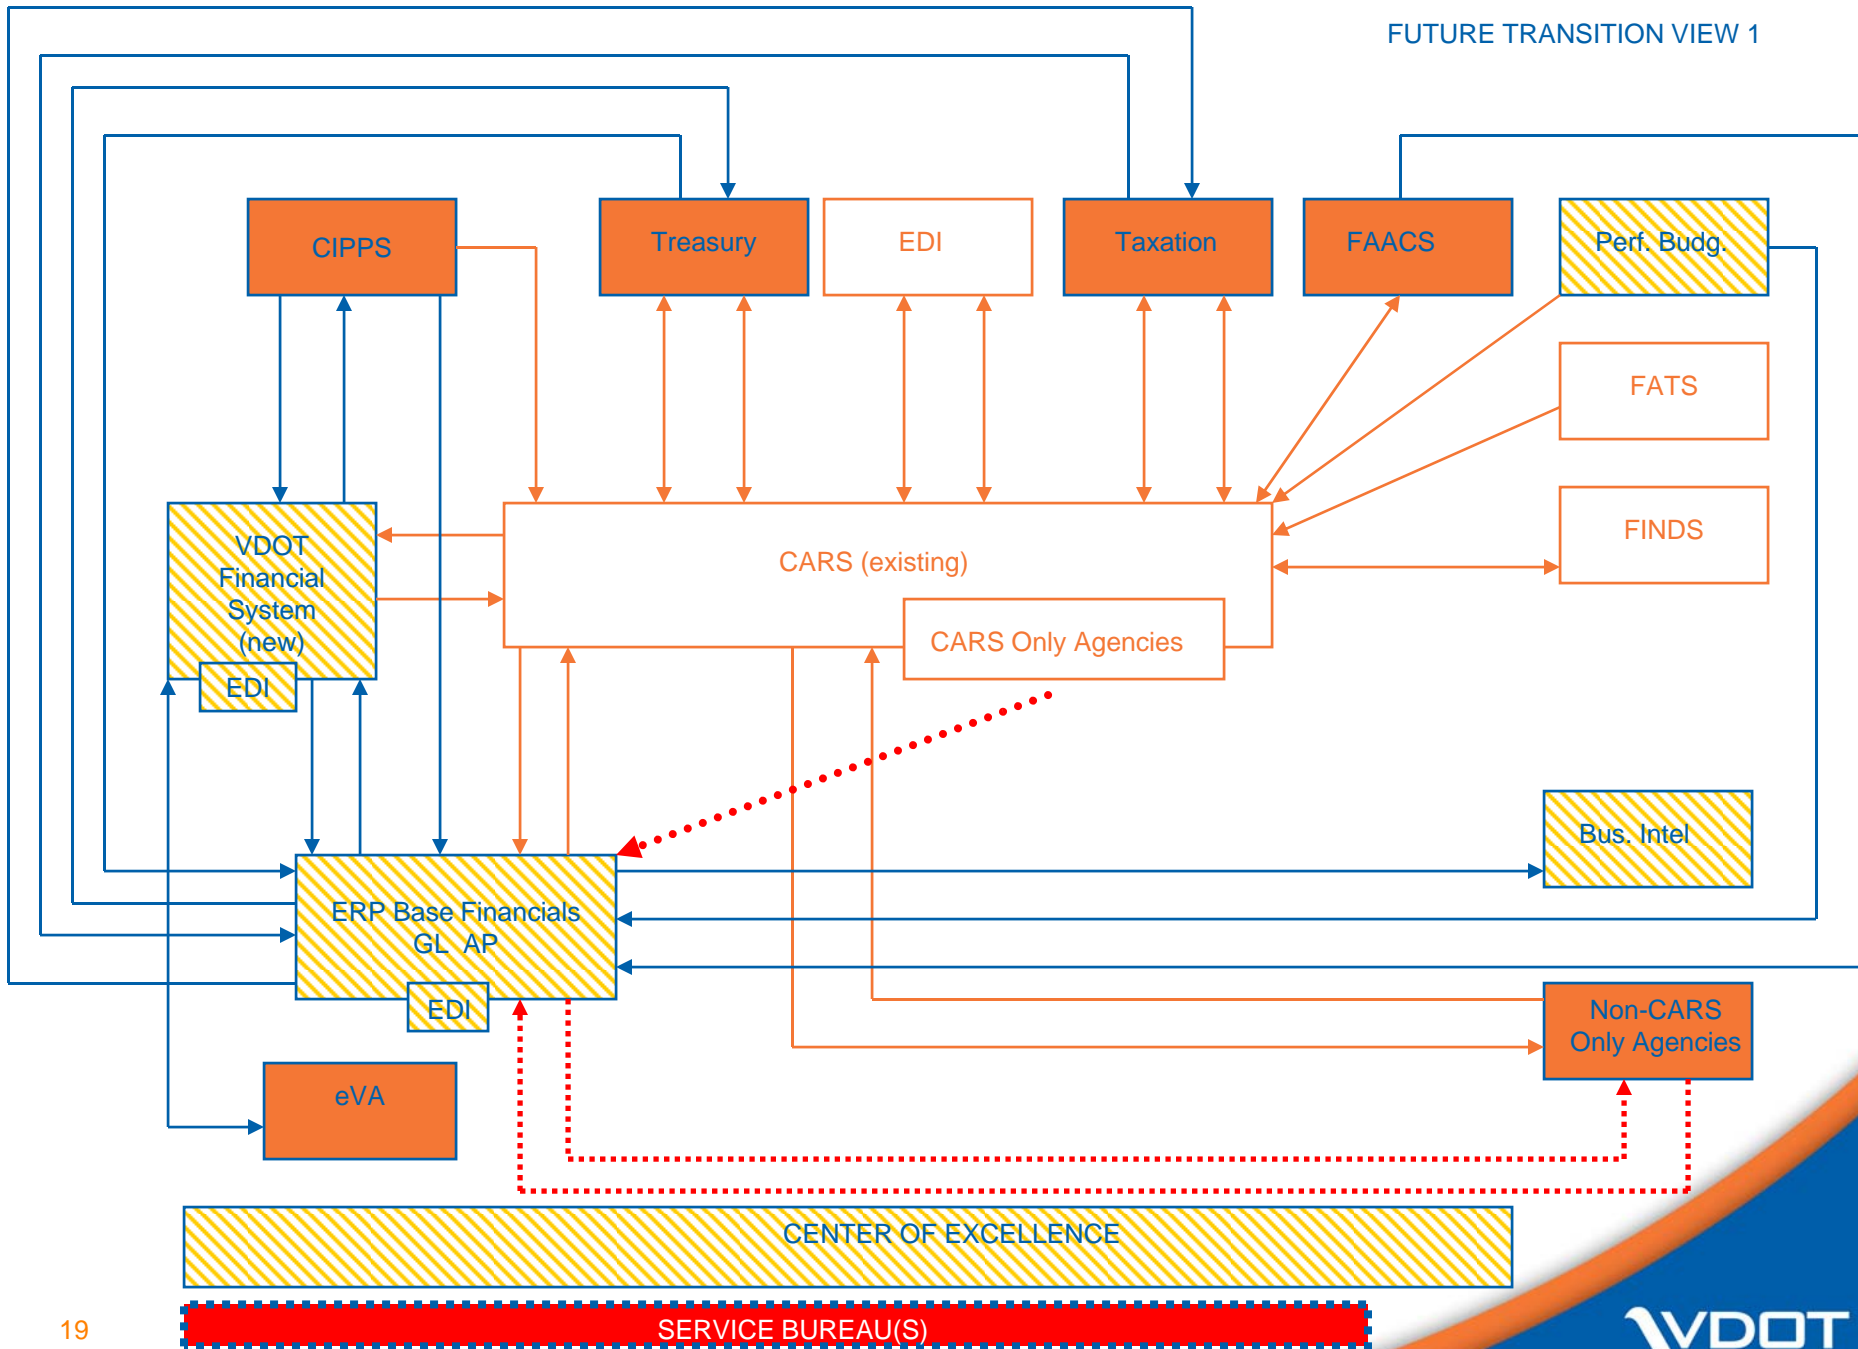 FUTURE TRANSITION VIEW 1
CIPPS
Treasury
EDI
Taxation
FAACS
Perf. Budg.
FATS
FINDS
VDOT
Financial
System
(new)
EDI
CARS (existing)
CARS Only Agencies
Bus. Intel
ERP Base Financials
GL AP
EDI
Non-CARS
Only Agencies
eVA
CENTER OF EXCELLENCE
SERVICE BUREAU(S)
19
VDOT